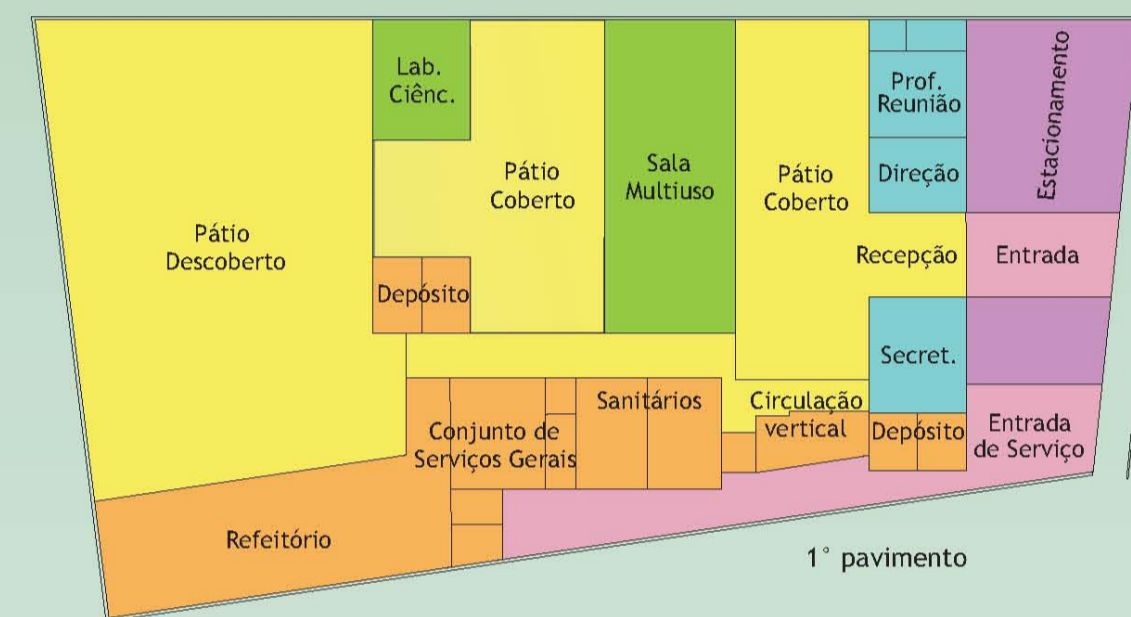 Lab.
Ciênc.
Pátio
Descoberto
Pátio
Coberto
Depósito
Sala
Multiuso
Pátio
Coberto
Prof.
Reunião
Direção
Estacionamento
Recepção
Entrada
Secret.
Sanitários
Circulação
vertical
Depósito
Entrada
de Serviço
Conjunto de
Serviços Gerais
Refeitório
1° pavimento